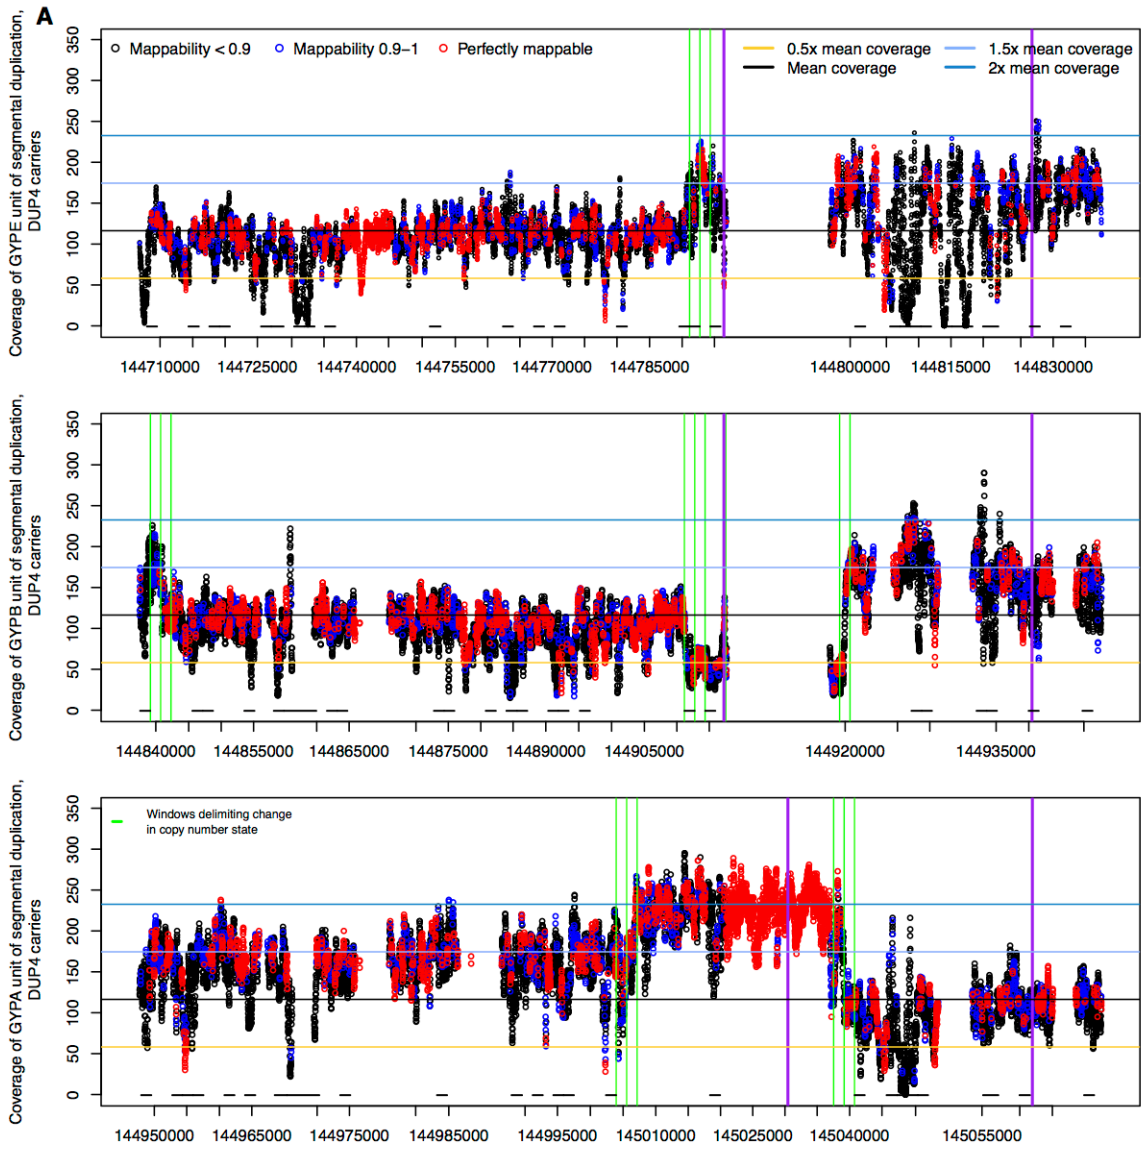 A
Coverage of GYPE unit of segmental duplication,
DUP4 carriers
350
300
250
200
150
100
50
0
Mappability < 0.9
Mappability 0.9−1
Perfectly mappable
0.5x mean coverage
1.5x mean coverage
Mean coverage
2x mean coverage
144710000 144725000 144740000 144755000 144770000 144785000 144800000 144815000 144830000
Coverage of GYPB unit of segmental duplication,
DUP4 carriers
350
300
250
200
150
100
50
0
144840000 144855000 144865000 144875000 144890000 144905000 144920000 144935000
Coverage of GYPA unit of segmental duplication,
DUP4 carriers
350
300
250
200
150
100
50
0
Windows delimiting change
in copy number state
144950000 144965000 144975000 144985000 144995000 145010000 145025000 145040000 145055000